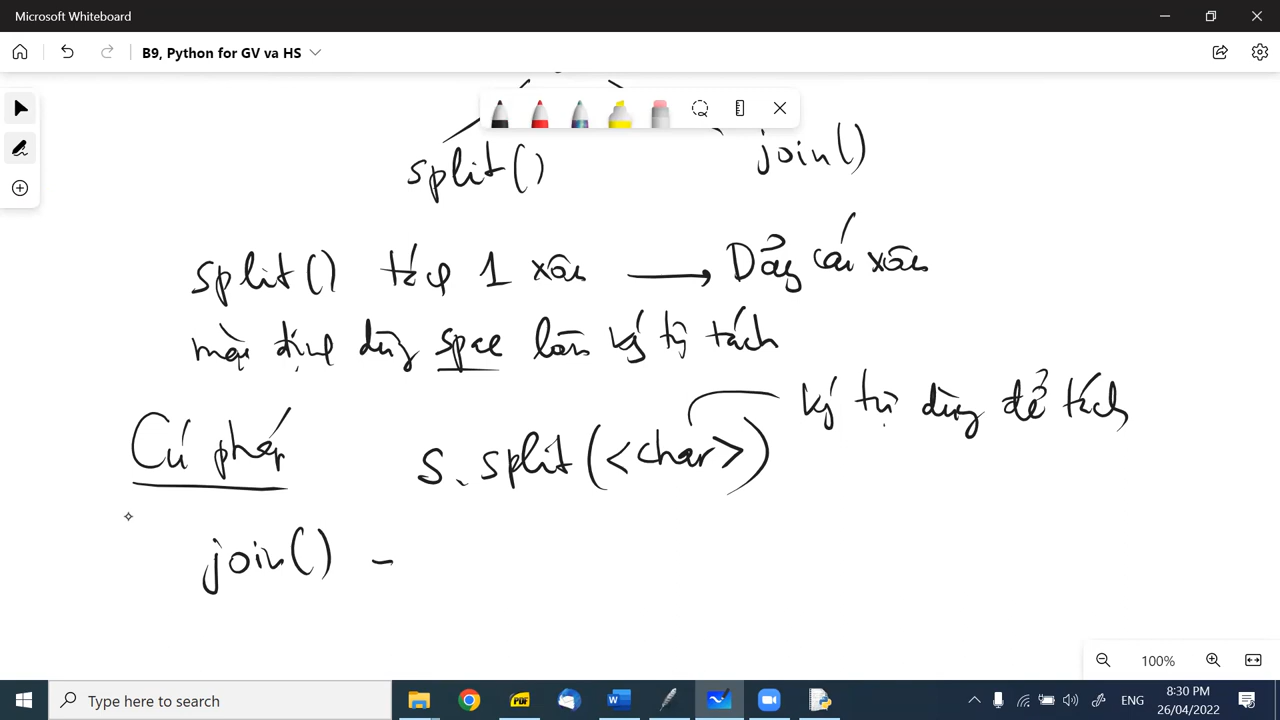 Microsoft Whiteboard
B9, Python for GV va HS
split()
join()
split() tách 1 xâu → Dãy các xâu
mặc định dùng space làm ký tự tách
ký tự dùng để tách
Cú pháp
s.split(<char>)
join() -
100%
Type here to search
ENG
8:30 PM
26/04/2022